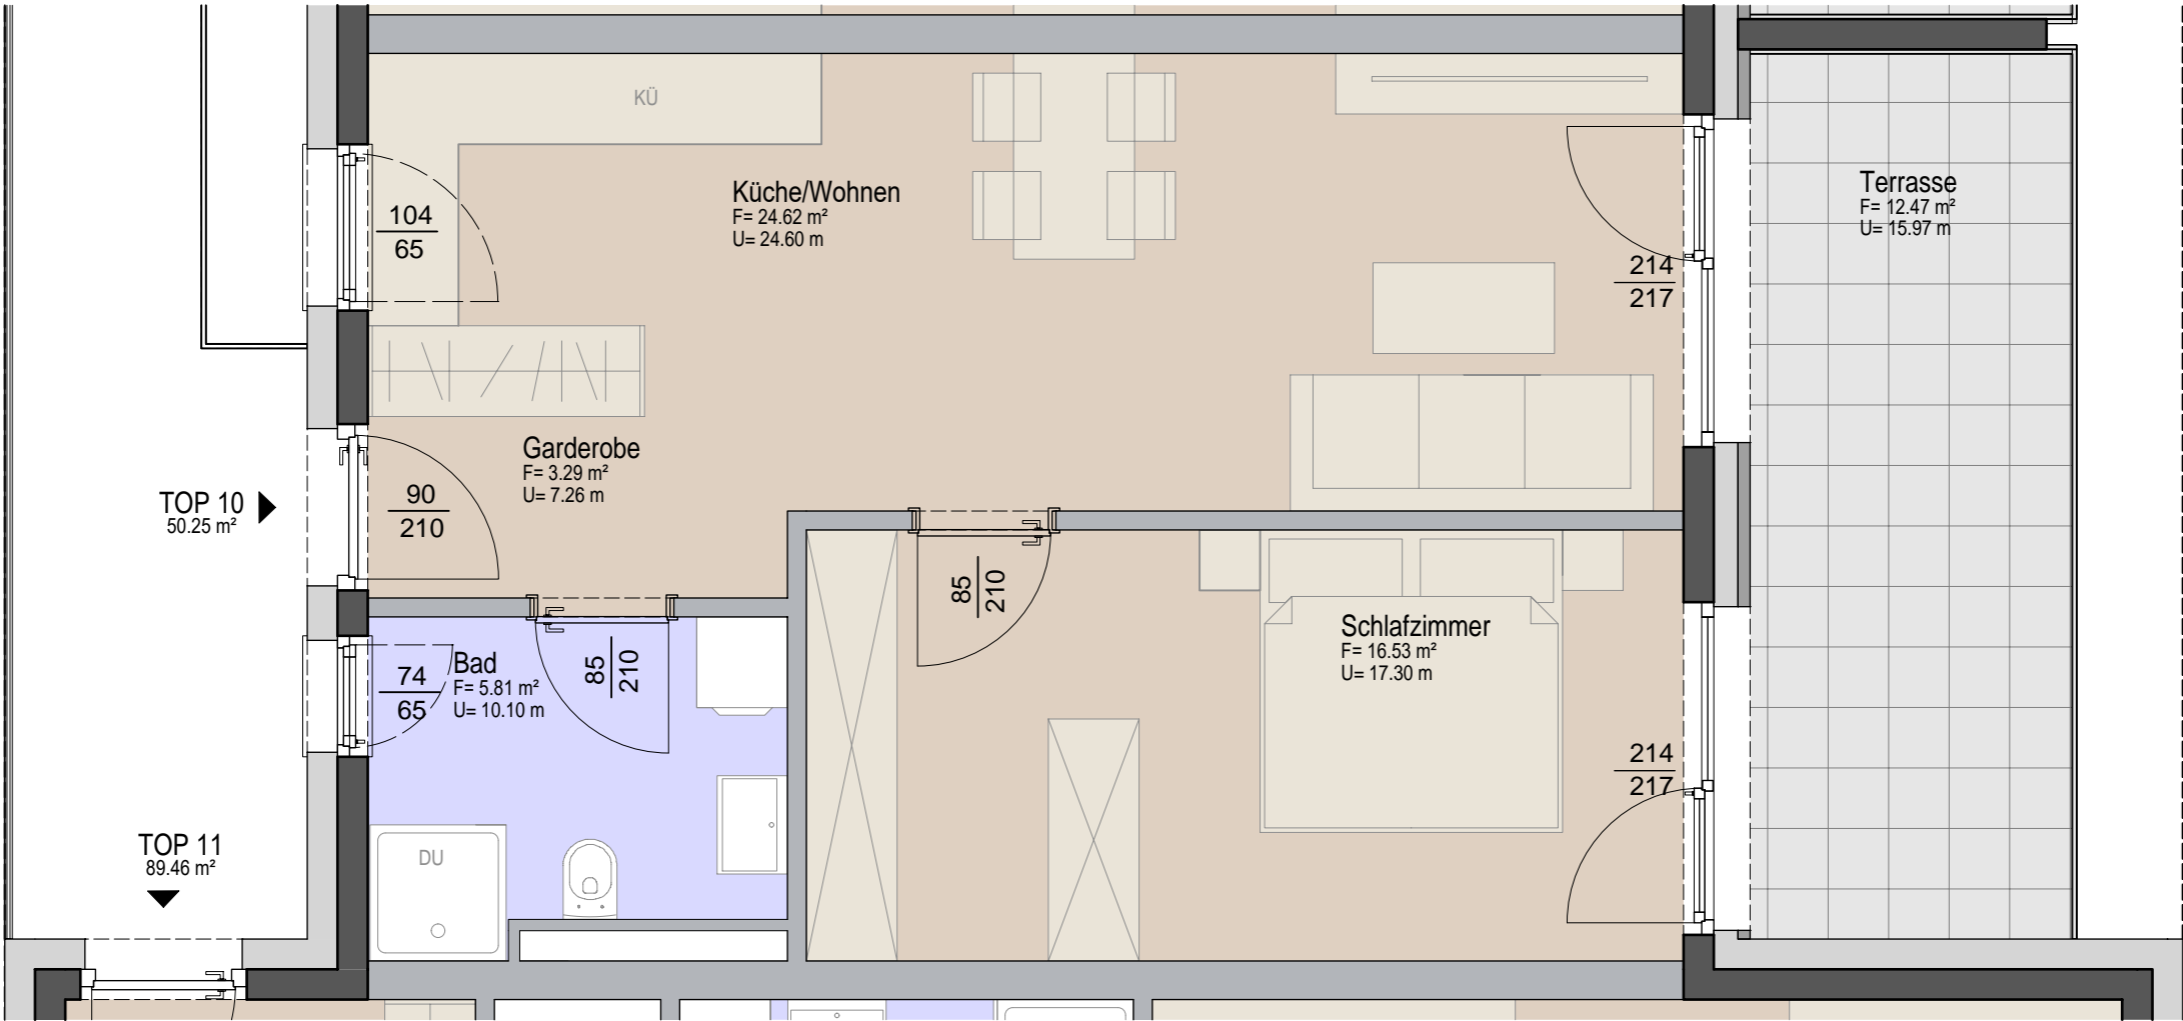 KÜ
Küche/Wohnen
F= 24.62 m²
U= 24.60 m
Terrasse
F= 12.47 m²
U= 15.97 m
104
65
214
217
Garderobe
F= 3.29 m²
U= 7.26 m
90
210
TOP 10
50.25 m²
85
210
85
210
Schlafzimmer
F= 16.53 m²
U= 17.30 m
Bad
F= 5.81 m²
U= 10.10 m
74
65
214
217
TOP 11
89.46 m²
DU